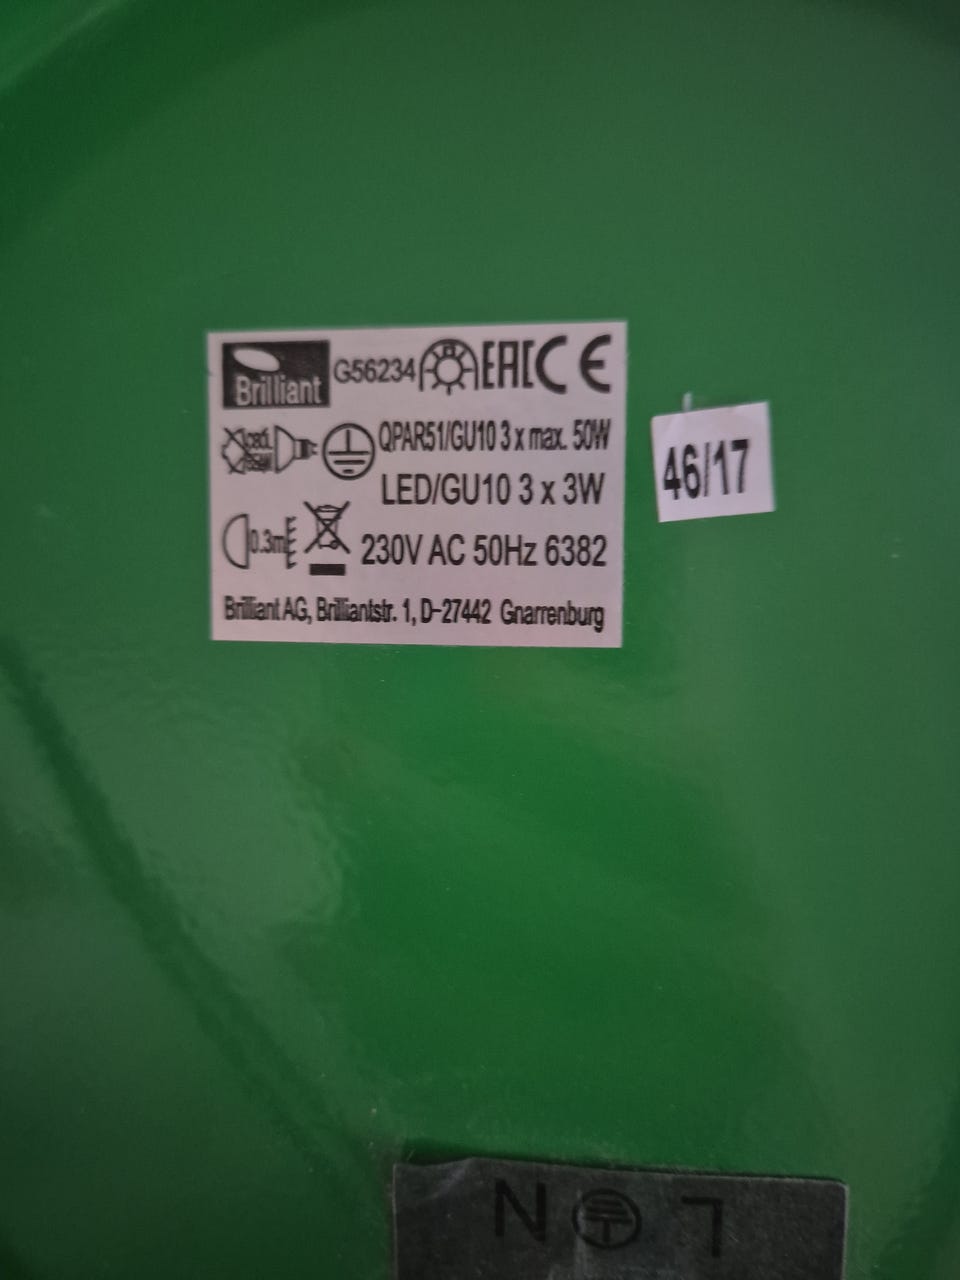 Brilliant G56234 EAC CE
QPAR51/GU10 3 x max. 50W
LED/GU10 3 x 3W
0.3m 230V AC 50Hz 6382
Brilliant AG, Brilliantstr. 1, D-27442 Gnarrenburg
46/17
N L